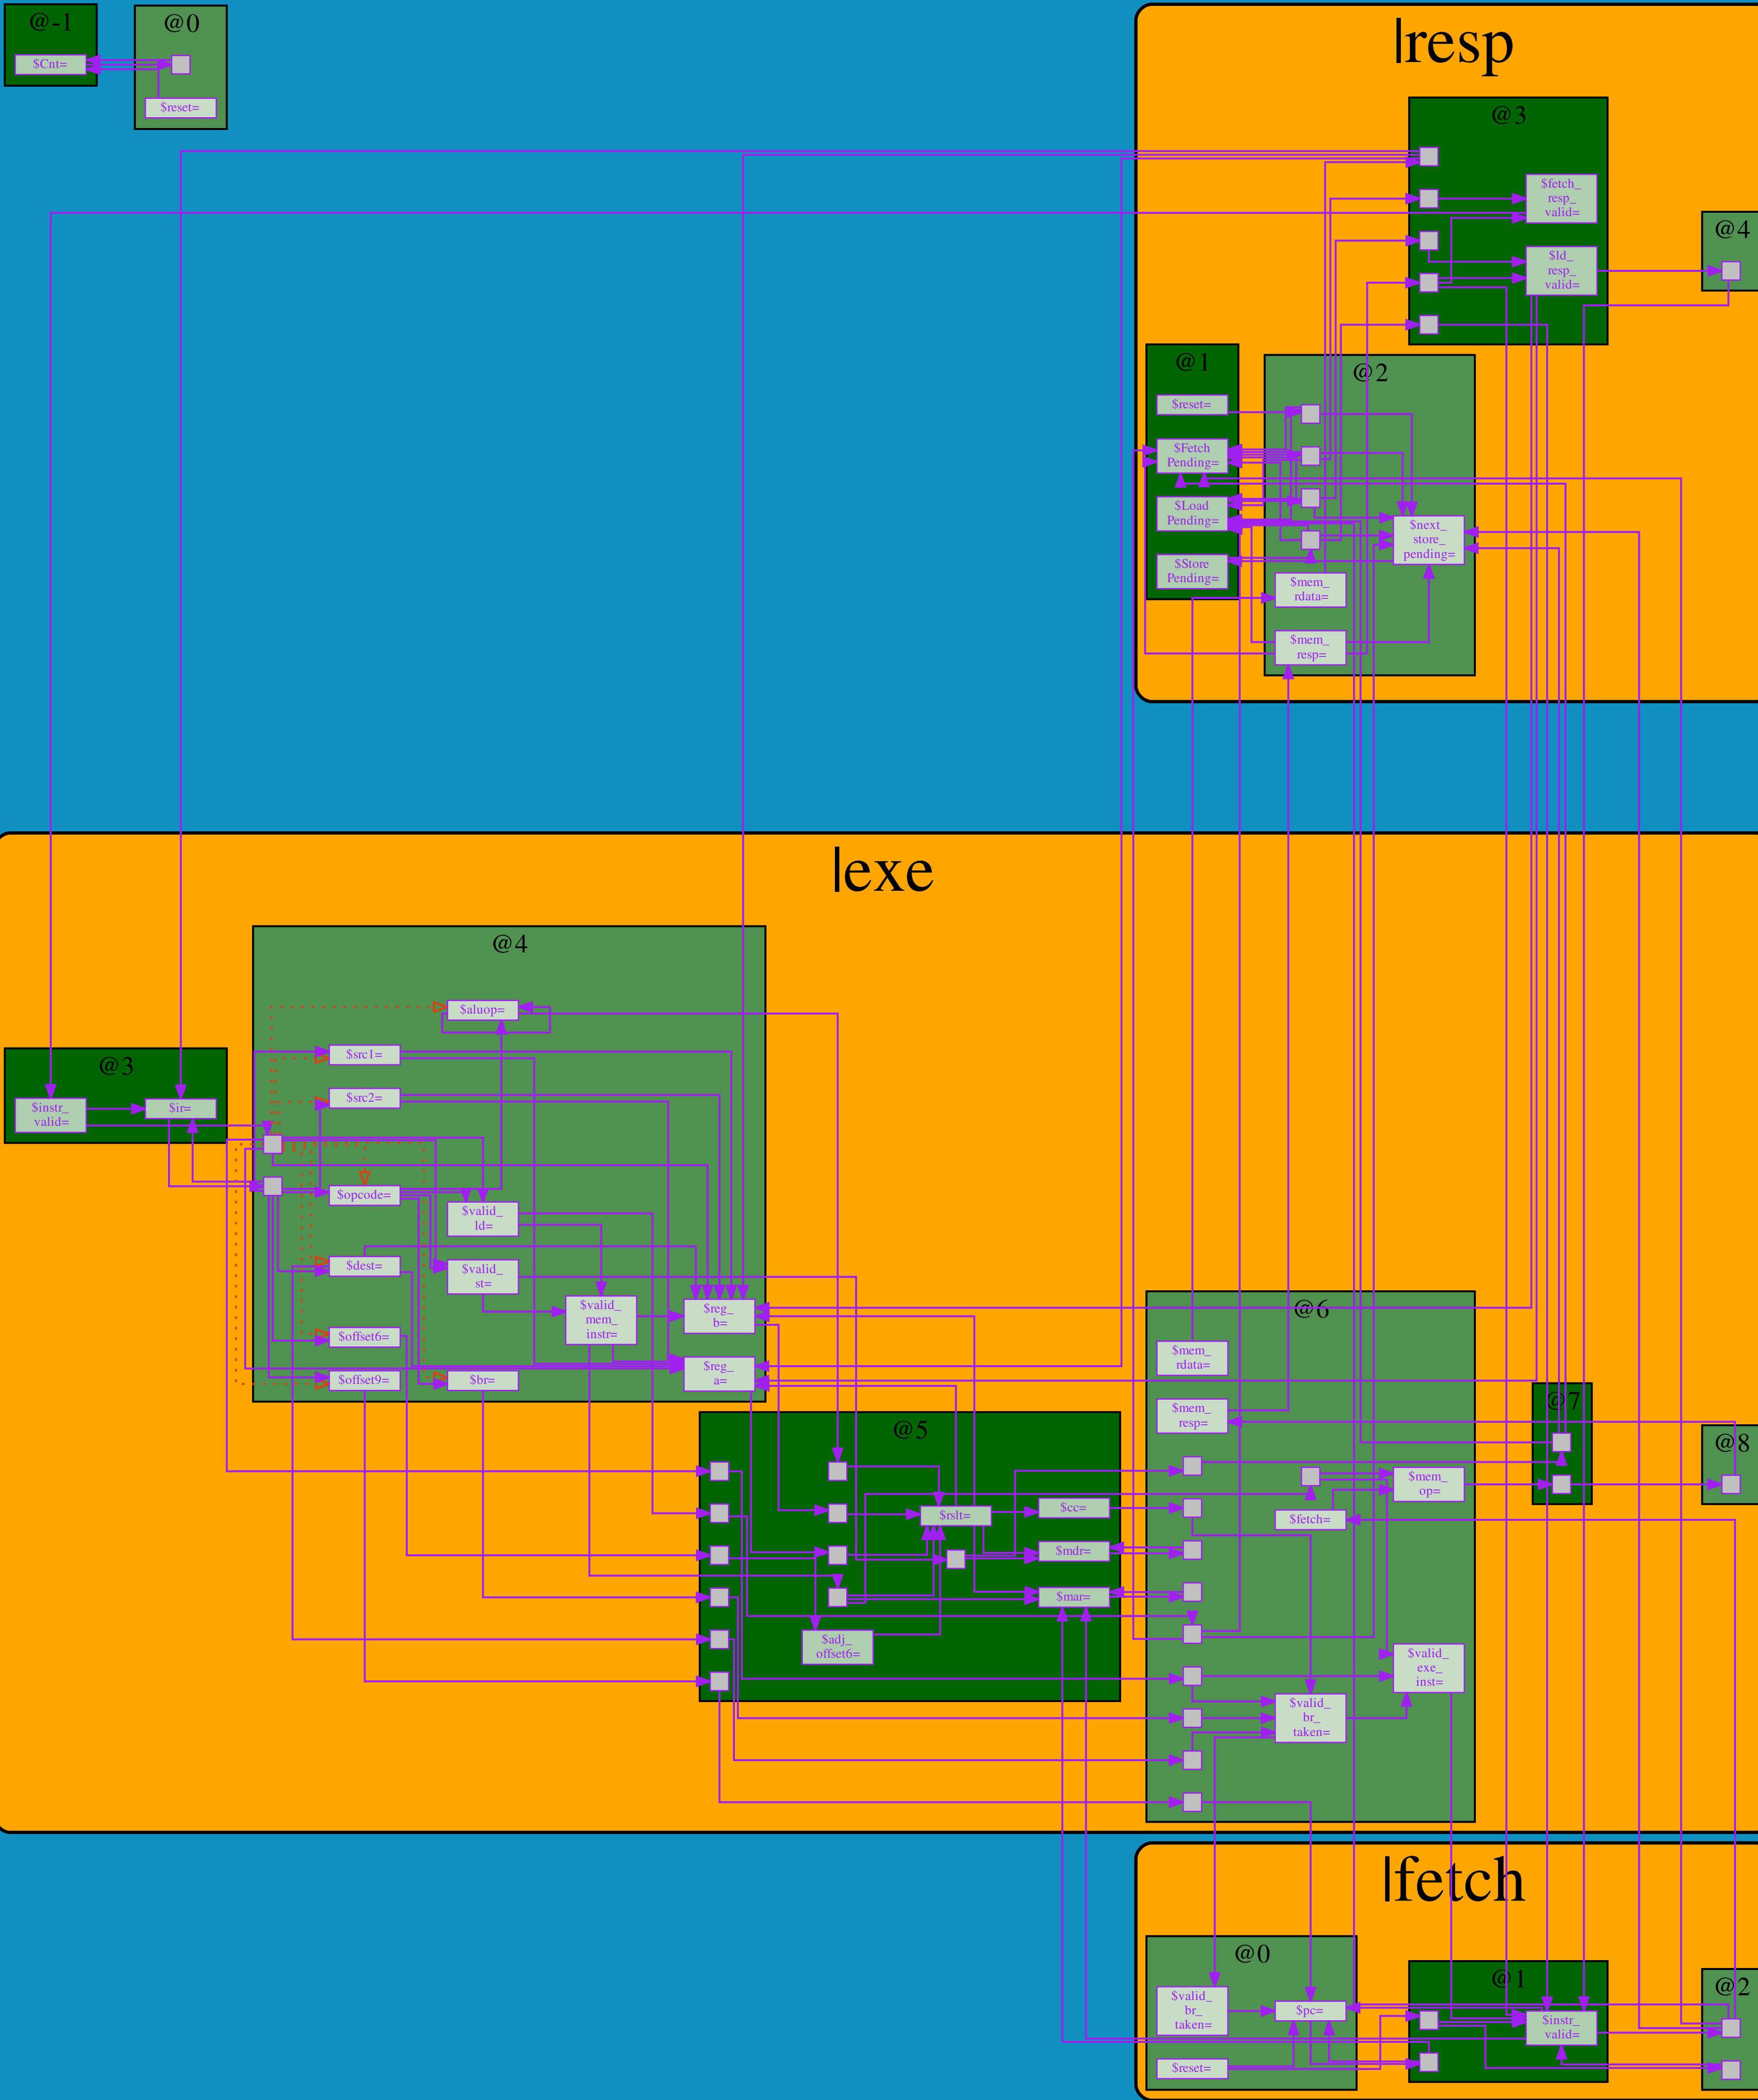 @-1
$Cnt=
@0
$reset=
|resp
@3
$fetch_
resp_
valid=
$ld_
resp_
valid=
@4
@1
$reset=
$Fetch
Pending=
$Load
Pending=
$Store
Pending=
@2
$next_
store_
pending=
$mem_
rdata=
$mem_
resp=
|exe
@3
$instr_
valid=
$ir=
@4
$aluop=
$src1=
$src2=
$opcode=
$valid_
ld=
$dest=
$valid_
st=
$valid_
mem_
instr=
$reg_
b=
$offset6=
$reg_
a=
$offset9=
$br=
@5
$rslt=
$cc=
$mdr=
$mar=
$adj_
offset6=
@6
$mem_
rdata=
$mem_
resp=
$mem_
op=
$fetch=
$valid_
exe_
inst=
$valid_
br_
taken=
@7
@8
|fetch
@0
$valid_
br_
taken=
$pc=
$reset=
@1
$instr_
valid=
@2